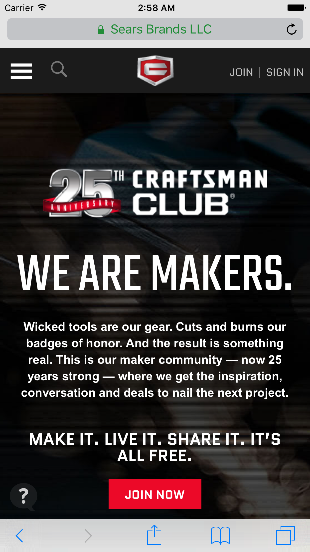 Carrier 2:58 AM
Sears Brands LLC
JOIN | SIGN IN
25TH CRAFTSMAN
ANNIVERSARY CLUB®
WE ARE MAKERS.
Wicked tools are our gear. Cuts and burns our
badges of honor. And the result is something
real. This is our maker community — now 25
years strong — where we get the inspiration,
conversation and deals to nail the next project.
MAKE IT. LIVE IT. SHARE IT. IT'S
ALL FREE.
?
JOIN NOW